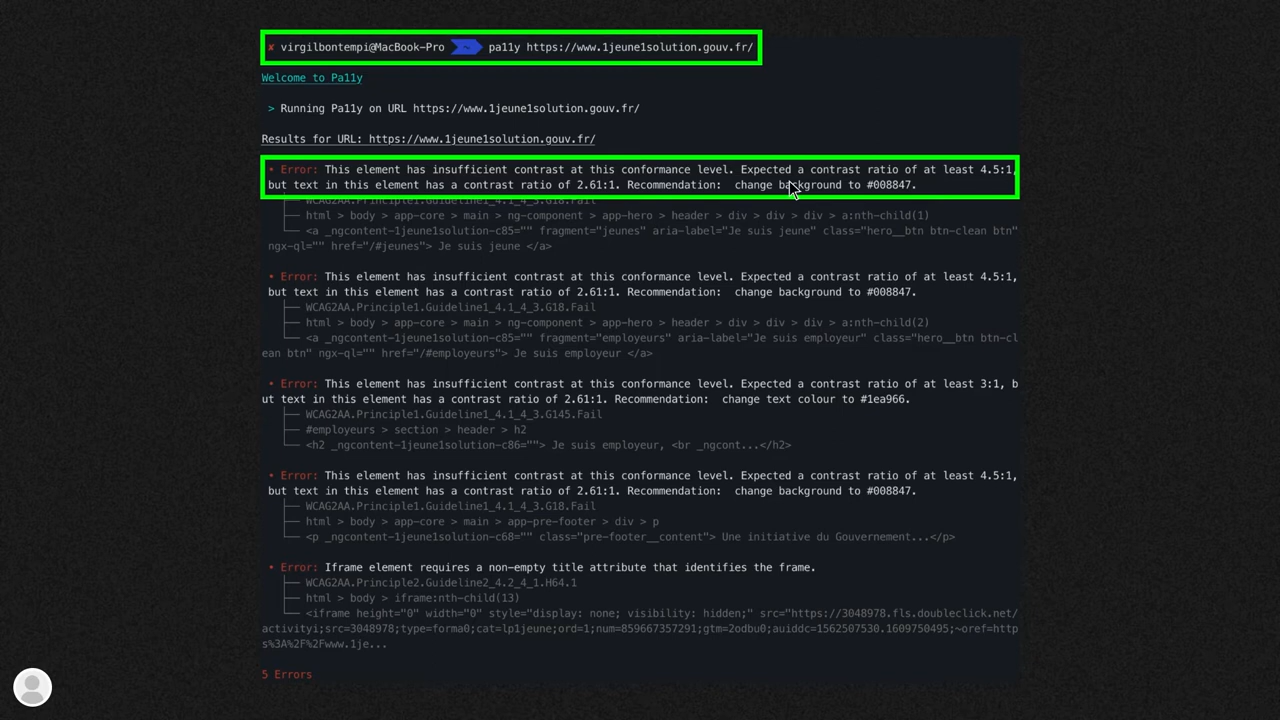 ✘ virgilbontempi@MacBook-Pro ~ pa11y https://www.1jeune1solution.gouv.fr/
Welcome to Pa11y
> Running Pa11y on URL https://www.1jeune1solution.gouv.fr/
Results for URL: https://www.1jeune1solution.gouv.fr/
• Error: This element has insufficient contrast at this conformance level. Expected a contrast ratio of at least 4.5:1,
but text in this element has a contrast ratio of 2.61:1. Recommendation:  change background to #008847.
├── WCAG2AA.Principle1.Guideline1_4.1_4_3.G18.Fail
├── html > body > app-core > main > ng-component > app-hero > header > div > div > div > a:nth-child(1)
└── <a _ngcontent-1jeune1solution-c85="" fragment="jeunes" aria-label="Je suis jeune" class="hero__btn btn-clean btn"
ngx-ql="" href="/#jeunes"> Je suis jeune </a>
• Error: This element has insufficient contrast at this conformance level. Expected a contrast ratio of at least 4.5:1,
but text in this element has a contrast ratio of 2.61:1. Recommendation:  change background to #008847.
├── WCAG2AA.Principle1.Guideline1_4.1_4_3.G18.Fail
├── html > body > app-core > main > ng-component > app-hero > header > div > div > div > a:nth-child(2)
└── <a _ngcontent-1jeune1solution-c85="" fragment="employeurs" aria-label="Je suis employeur" class="hero__btn btn-cl
ean btn" ngx-ql="" href="/#employeurs"> Je suis employeur </a>
• Error: This element has insufficient contrast at this conformance level. Expected a contrast ratio of at least 3:1, b
ut text in this element has a contrast ratio of 2.61:1. Recommendation:  change text colour to #1ea966.
├── WCAG2AA.Principle1.Guideline1_4.1_4_3.G145.Fail
├── #employeurs > section > header > h2
└── <h2 _ngcontent-1jeune1solution-c86=""> Je suis employeur, <br _ngcont...</h2>
• Error: This element has insufficient contrast at this conformance level. Expected a contrast ratio of at least 4.5:1,
but text in this element has a contrast ratio of 2.61:1. Recommendation:  change background to #008847.
├── WCAG2AA.Principle1.Guideline1_4.1_4_3.G18.Fail
├── html > body > app-core > main > app-pre-footer > div > p
└── <p _ngcontent-1jeune1solution-c68="" class="pre-footer__content"> Une initiative du Gouvernement...</p>
• Error: Iframe element requires a non-empty title attribute that identifies the frame.
├── WCAG2AA.Principle2.Guideline2_4.2_4_1.H64.1
├── html > body > iframe:nth-child(13)
└── <iframe height="0" width="0" style="display: none; visibility: hidden;" src="https://3048978.fls.doubleclick.net/
activityi;src=3048978;type=forma0;cat=lp1jeune;ord=1;num=859667357291;gtm=2odbu0;auiddc=1562507530.1609750495;~oref=http
s%3A%2F%2Fwww.1je...
5 Errors